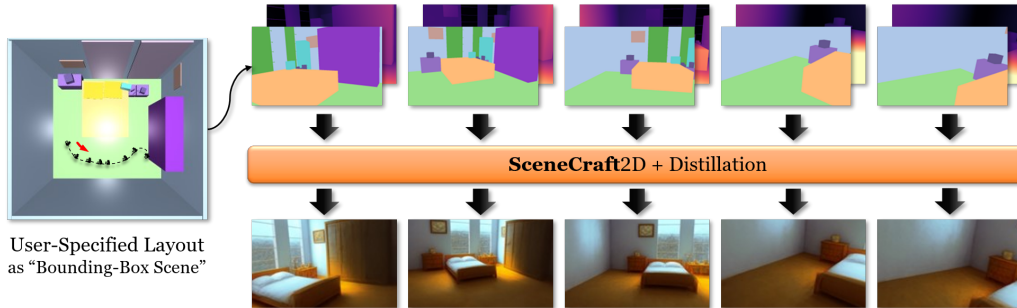 SceneCraft2D + Distillation
User-Specified Layout
as “Bounding-Box Scene”